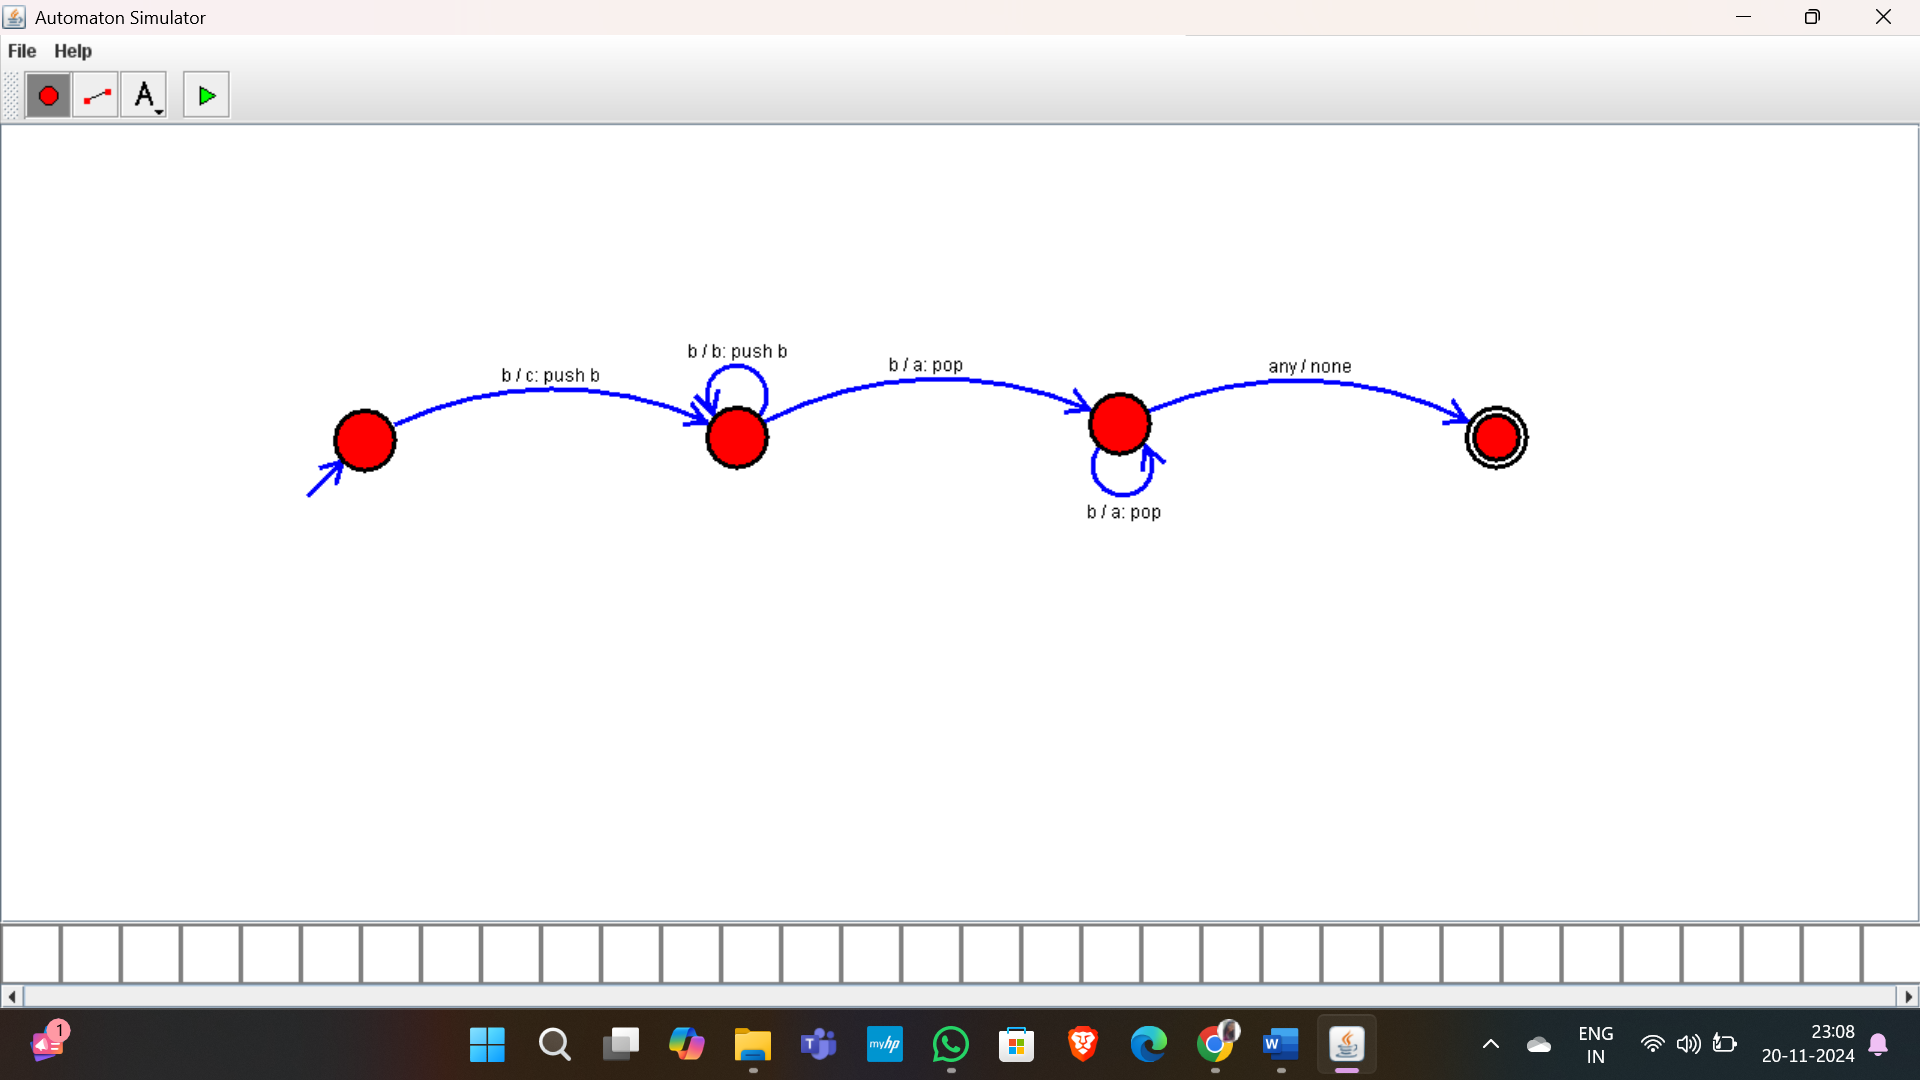 Automaton Simulator
File Help
A
b / b: push b
b / c: push b
b / a: pop
any / none
b / a: pop
1
T
myhp
W
ENG
IN
23:08
20-11-2024